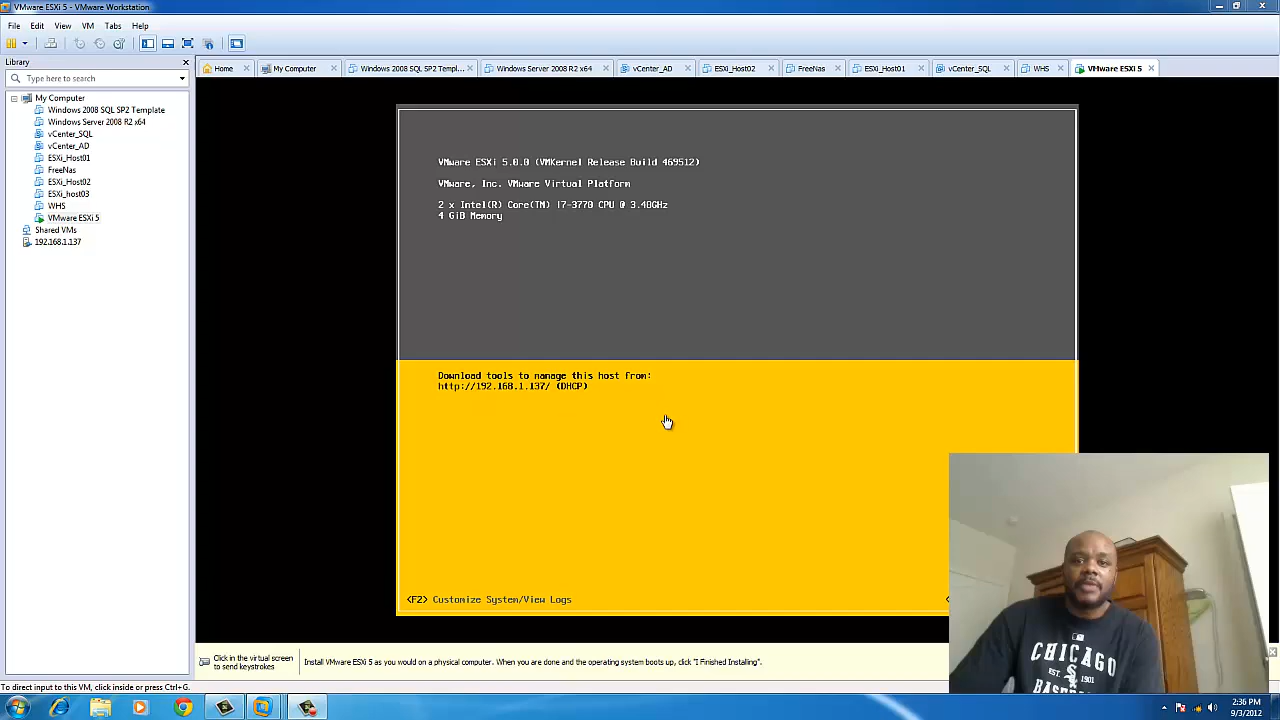 VMware ESXi 5 - VMware Workstation
File Edit View VM Tabs Help
Library
Type here to search
Home My Computer Windows 2008 SQL SP2 Templ... Windows Server 2008 R2 x64 vCenter_AD ESXi_Host02 FreeNas ESXi_Host01 vCenter_SQL WHS VMware ESXi 5
My Computer
Windows 2008 SQL SP2 Template
Windows Server 2008 R2 x64
vCenter_SQL
vCenter_AD
ESXi_Host01
FreeNas
ESXi_Host02
ESXi_host03
WHS
VMware ESXi 5
Shared VMs
192.168.1.137
VMware ESXi 5.0.0 (VMKernel Release Build 469512)
VMware, Inc. VMware Virtual Platform
2 x Intel(R) Core(TM) i7-3770 CPU @ 3.40GHz
4 GiB Memory
Download tools to manage this host from:
http://192.168.1.137/ (DHCP)
<F2> Customize System/View Logs
CHICAGO
EST. 1901
Click in the virtual screen
to send keystrokes
Install VMware ESXi 5 as you would on a physical computer. When you are done and the operating system boots up, click "I Finished Installing".
To direct input to this VM, click inside or press Ctrl+G.
2:36 PM
9/3/2012